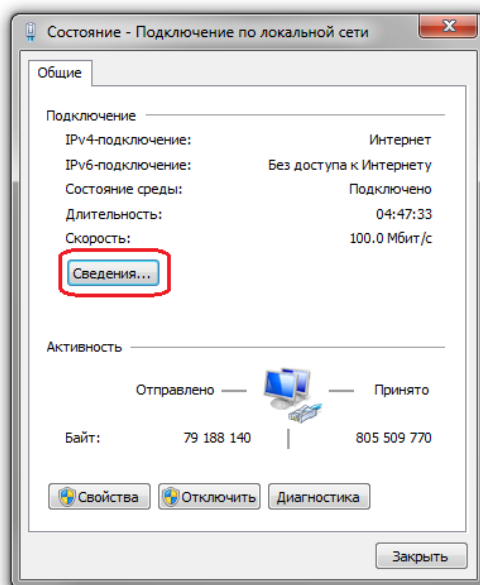 Состояние - Подключение по локальной сети
Общие
Подключение
IPv4-подключение: Интернет
IPv6-подключение: Без доступа к Интернету
Состояние среды: Подключено
Длительность: 04:47:33
Скорость: 100.0 Мбит/с
Сведения...
Активность
Отправлено — — Принято
Байт: 79 188 140 | 805 509 770
Свойства Отключить Диагностика
Закрыть